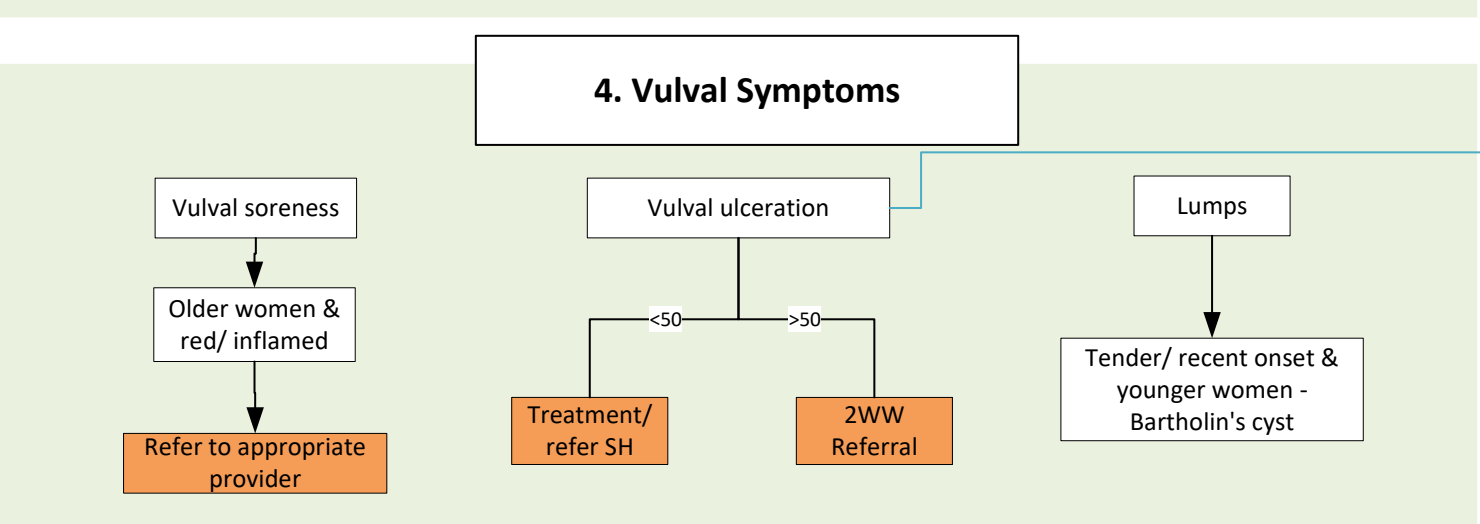 4. Vulval Symptoms
Vulval soreness
Vulval ulceration
Lumps
Older women &
red/ inflamed
<50
>50
Tender/ recent onset &
younger women -
Bartholin's cyst
Treatment/
refer SH
2WW
Referral
Refer to appropriate
provider